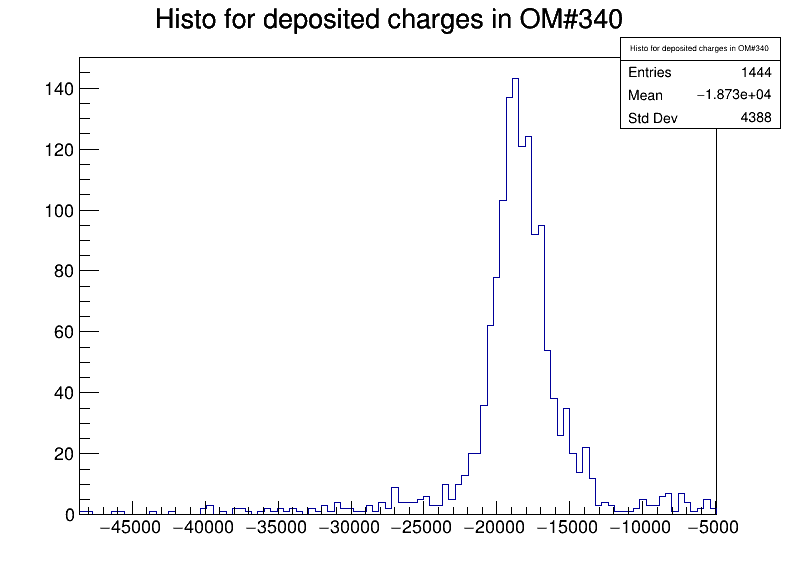 Histo for deposited charges in OM#340
Histo for deposited charges in OM#340
Entries 1444
Mean −1.873e+04
Std Dev 4388
140
120
100
80
60
40
20
0
−45000 −40000 −35000 −30000 −25000 −20000 −15000 −10000 −5000